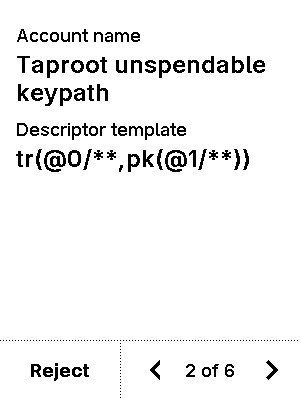 Account name
Taproot unspendable
keypath
Descriptor template
tr(@0/**,pk(@1/**))
Reject
2 of 6